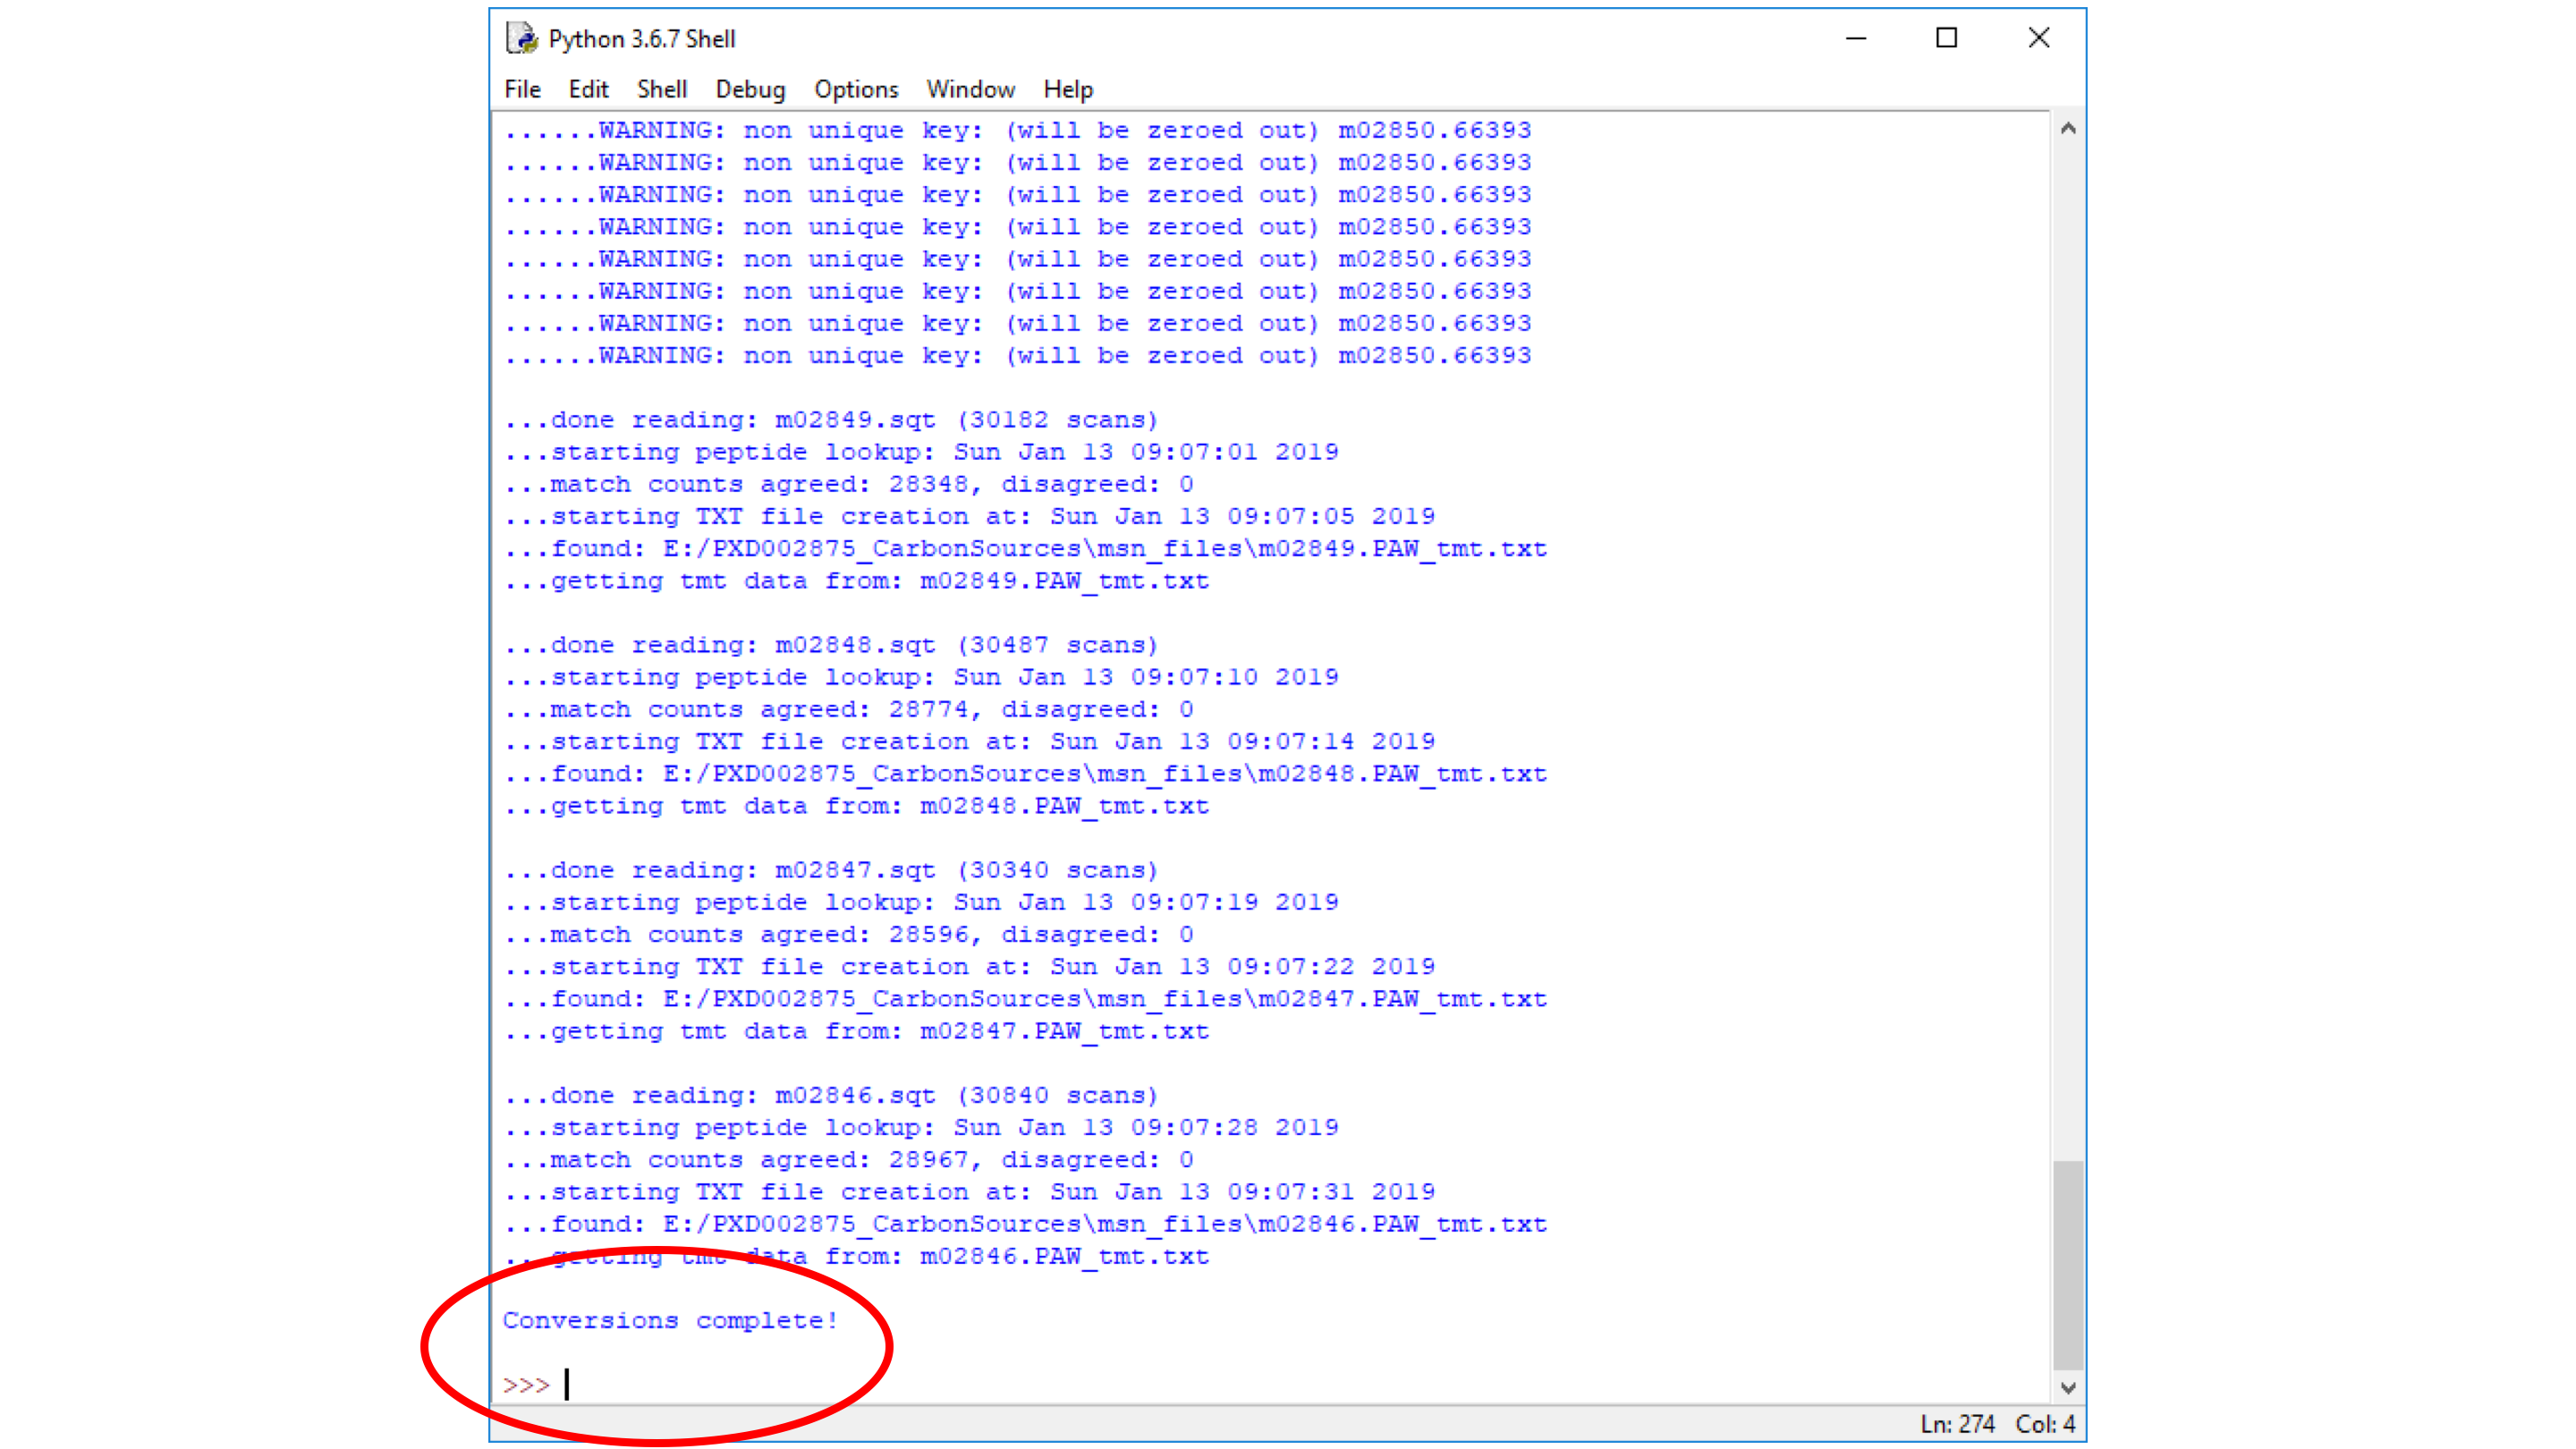 Python 3.6.7 Shell
File Edit Shell Debug Options Window Help
......WARNING: non unique key: (will be zeroed out) m02850.66393
......WARNING: non unique key: (will be zeroed out) m02850.66393
......WARNING: non unique key: (will be zeroed out) m02850.66393
......WARNING: non unique key: (will be zeroed out) m02850.66393
......WARNING: non unique key: (will be zeroed out) m02850.66393
......WARNING: non unique key: (will be zeroed out) m02850.66393
......WARNING: non unique key: (will be zeroed out) m02850.66393
......WARNING: non unique key: (will be zeroed out) m02850.66393
...done reading: m02849.sqt (30182 scans)
...starting peptide lookup: Sun Jan 13 09:07:01 2019
...match counts agreed: 28348, disagreed: 0
...starting TXT file creation at: Sun Jan 13 09:07:05 2019
...found: E:/PXD002875_CarbonSources\msn_files\m02849.PAW_tmt.txt
...getting tmt data from: m02849.PAW_tmt.txt
...done reading: m02848.sqt (30487 scans)
...starting peptide lookup: Sun Jan 13 09:07:10 2019
...match counts agreed: 28774, disagreed: 0
...starting TXT file creation at: Sun Jan 13 09:07:14 2019
...found: E:/PXD002875_CarbonSources\msn_files\m02848.PAW_tmt.txt
...getting tmt data from: m02848.PAW_tmt.txt
...done reading: m02847.sqt (30340 scans)
...starting peptide lookup: Sun Jan 13 09:07:19 2019
...match counts agreed: 28596, disagreed: 0
...starting TXT file creation at: Sun Jan 13 09:07:22 2019
...found: E:/PXD002875_CarbonSources\msn_files\m02847.PAW_tmt.txt
...getting tmt data from: m02847.PAW_tmt.txt
...done reading: m02846.sqt (30840 scans)
...starting peptide lookup: Sun Jan 13 09:07:28 2019
...match counts agreed: 28967, disagreed: 0
...starting TXT file creation at: Sun Jan 13 09:07:31 2019
...found: E:/PXD002875_CarbonSources\msn_files\m02846.PAW_tmt.txt
...getting tmt data from: m02846.PAW_tmt.txt
Conversions complete!
>>>
Ln: 274 Col: 4